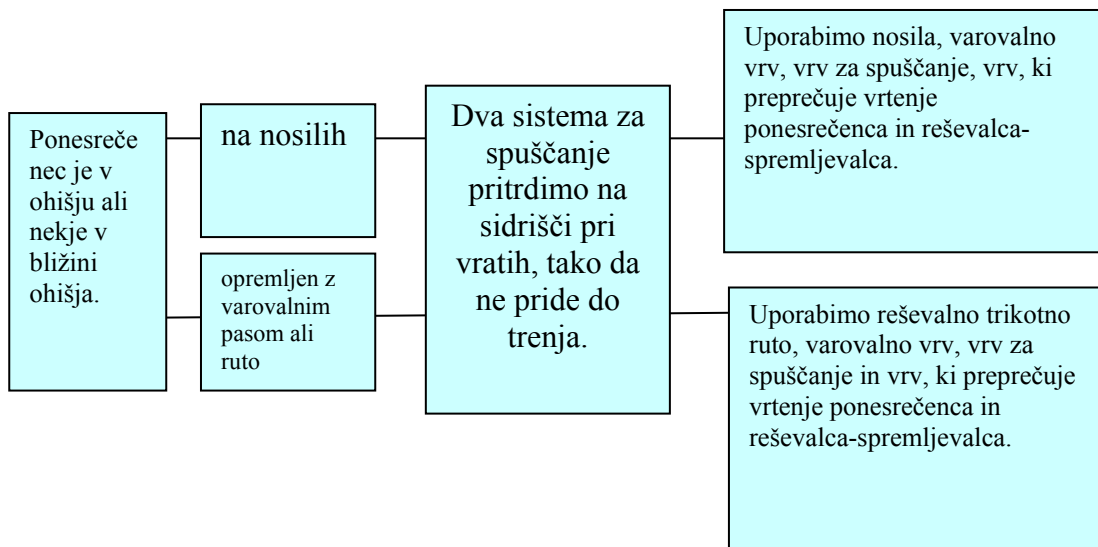 Ponesreče
nec je v
ohišju ali
nekje v
bližini
ohišja.
na nosilih
opremljen z
varovalnim
pasom ali
ruto
Dva sistema za
spuščanje
pritrdimo na
sidrišči pri
vratih, tako da
ne pride do
trenja.
Uporabimo nosila, varovalno
vrv, vrv za spuščanje, vrv, ki
preprečuje vrtenje
ponesrečenca in reševalca-
spremljevalca.
Uporabimo reševalno trikotno
ruto, varovalno vrv, vrv za
spuščanje in vrv, ki preprečuje
vrtenje ponesrečenca in
reševalca-spremljevalca.